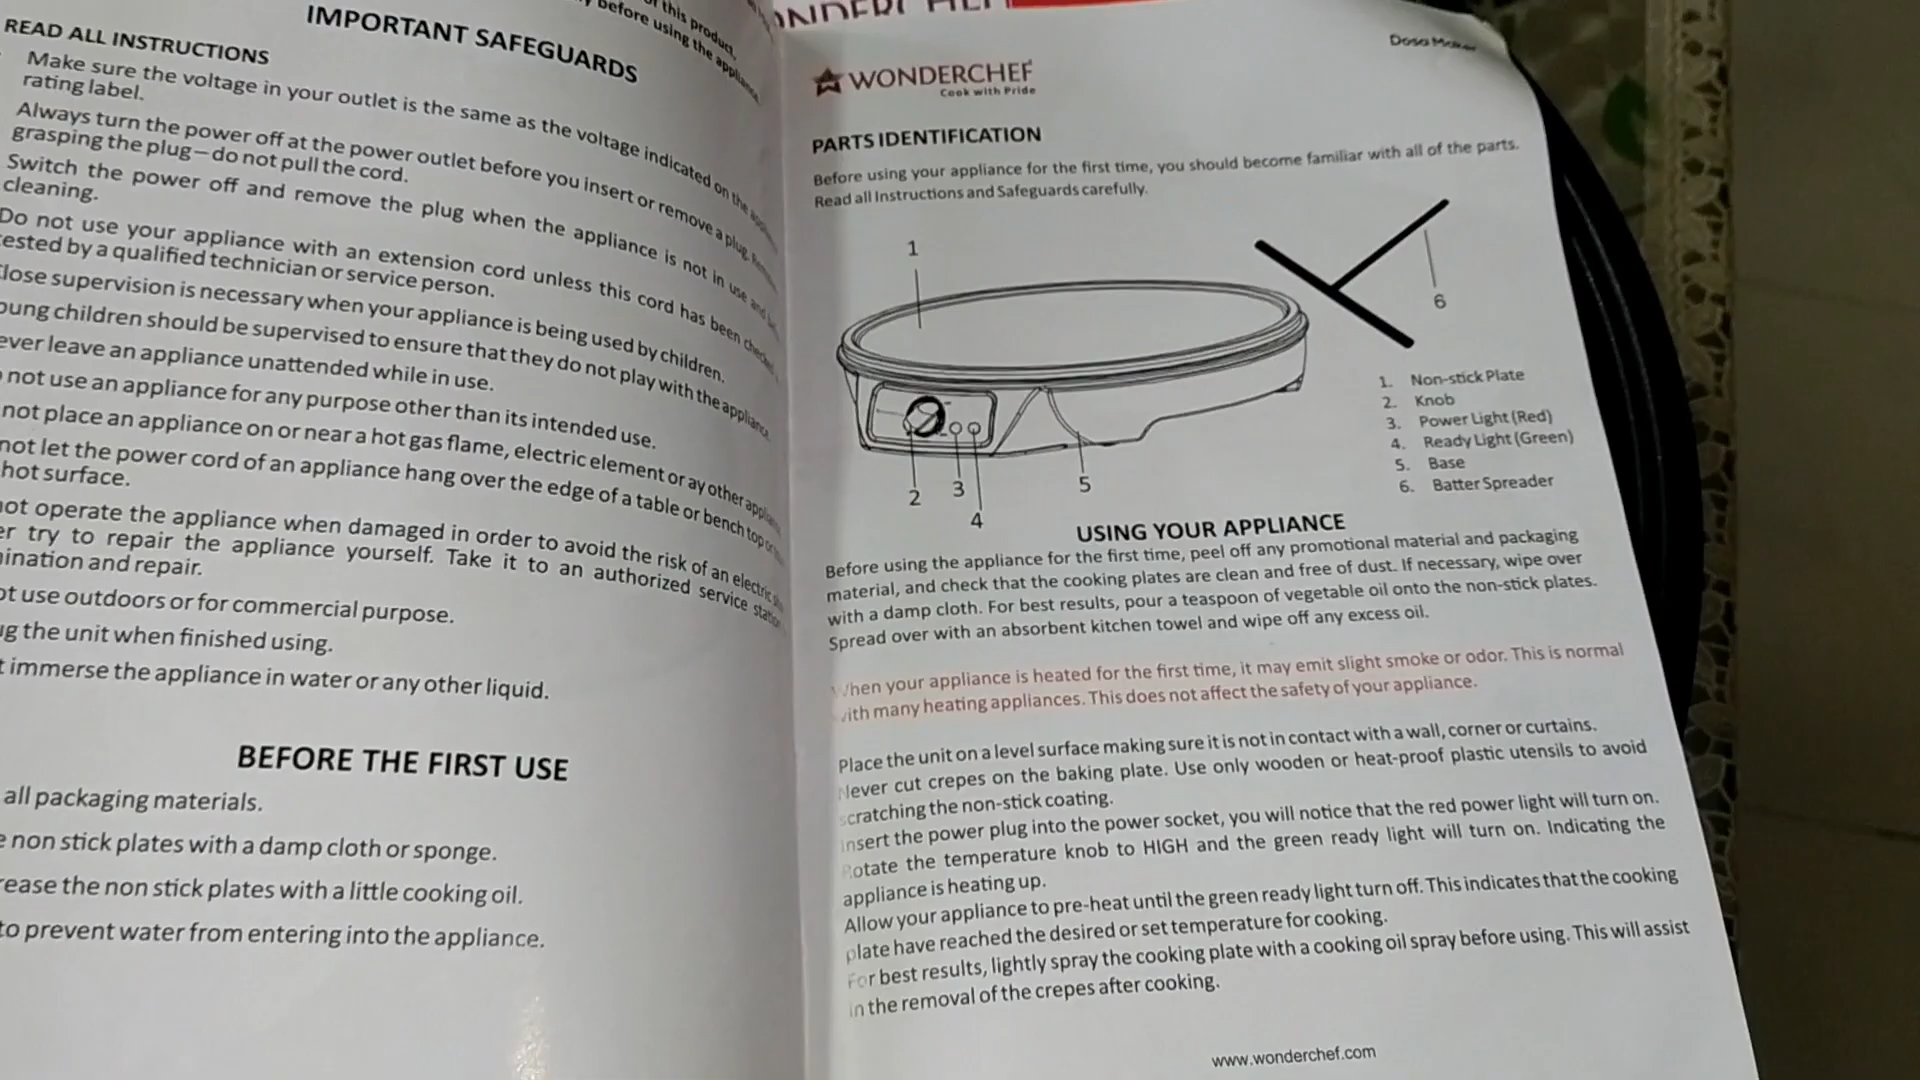 of this product,
before using the appliance
IMPORTANT SAFEGUARDS
READ ALL INSTRUCTIONS
Make sure the voltage in your outlet is the same as the voltage indicated on the
rating label.
Always turn the power off at the power outlet before you insert or remove a plug.
grasping the plug—do not pull the cord.
Switch the power off and remove the plug when the appliance is not in use and
cleaning.
Do not use your appliance with an extension cord unless this cord has been checked
tested by a qualified technician or service person.
Close supervision is necessary when your appliance is being used by children.
oung children should be supervised to ensure that they do not play with the appliance.
ever leave an appliance unattended while in use.
not use an appliance for any purpose other than its intended use.
not place an appliance on or near a hot gas flame, electric element or ay other
not let the power cord of an appliance hang over the edge of a table or bench top or
hot surface.
not operate the appliance when damaged in order to avoid the risk of an electric
er try to repair the appliance yourself. Take it to an authorized service station
ination and repair.
ot use outdoors or for commercial purpose.
ug the unit when finished using.
t immerse the appliance in water or any other liquid.
BEFORE THE FIRST USE
all packaging materials.
e non stick plates with a damp cloth or sponge.
rease the non stick plates with a little cooking oil.
to prevent water from entering into the appliance.
Dosa Maker
WONDERCHEF
Cook with Pride
PARTS IDENTIFICATION
Before using your appliance for the first time, you should become familiar with all of the parts.
Read all Instructions and Safeguards carefully.
1
6
2
3
4
5
1. Non-stick Plate
2. Knob
3. Power Light (Red)
4. Ready Light (Green)
5. Base
6. Batter Spreader
USING YOUR APPLIANCE
Before using the appliance for the first time, peel off any promotional material and packaging
material, and check that the cooking plates are clean and free of dust. If necessary, wipe over
with a damp cloth. For best results, pour a teaspoon of vegetable oil onto the non-stick plates.
Spread over with an absorbent kitchen towel and wipe off any excess oil.
When your appliance is heated for the first time, it may emit slight smoke or odor. This is normal
with many heating appliances. This does not affect the safety of your appliance.
Place the unit on a level surface making sure it is not in contact with a wall, corner or curtains.
Never cut crepes on the baking plate. Use only wooden or heat-proof plastic utensils to avoid
scratching the non-stick coating.
Insert the power plug into the power socket, you will notice that the red power light will turn on.
Rotate the temperature knob to HIGH and the green ready light will turn on. Indicating the
appliance is heating up.
Allow your appliance to pre-heat until the green ready light turn off. This indicates that the cooking
plate have reached the desired or set temperature for cooking.
For best results, lightly spray the cooking plate with a cooking oil spray before using. This will assist
in the removal of the crepes after cooking.
www.wonderchef.com